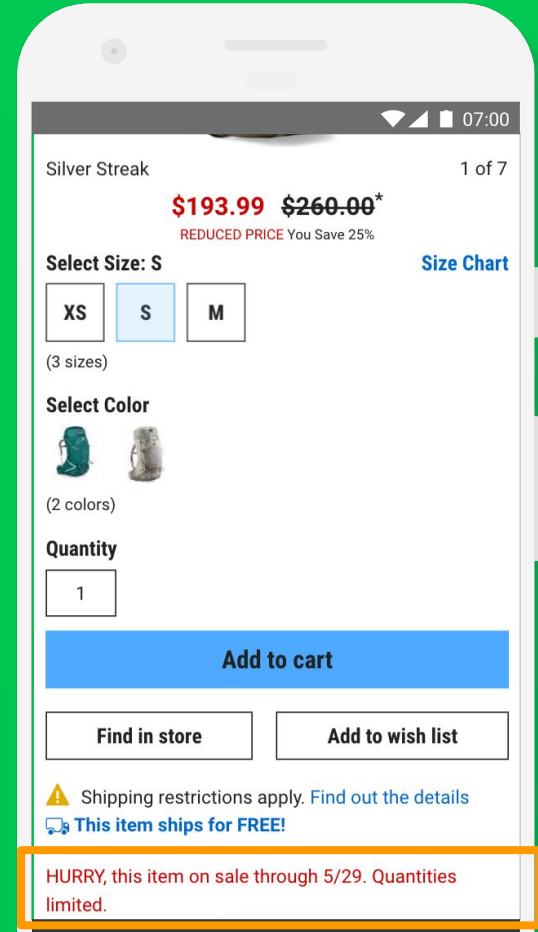 07:00
Silver Streak 1 of 7
$193.99 $260.00*
REDUCED PRICE You Save 25%
Select Size: S Size Chart
XS S M
(3 sizes)
Select Color
(2 colors)
Quantity
1
Add to cart
Find in store Add to wish list
Shipping restrictions apply. Find out the details
This item ships for FREE!
HURRY, this item on sale through 5/29. Quantities
limited.